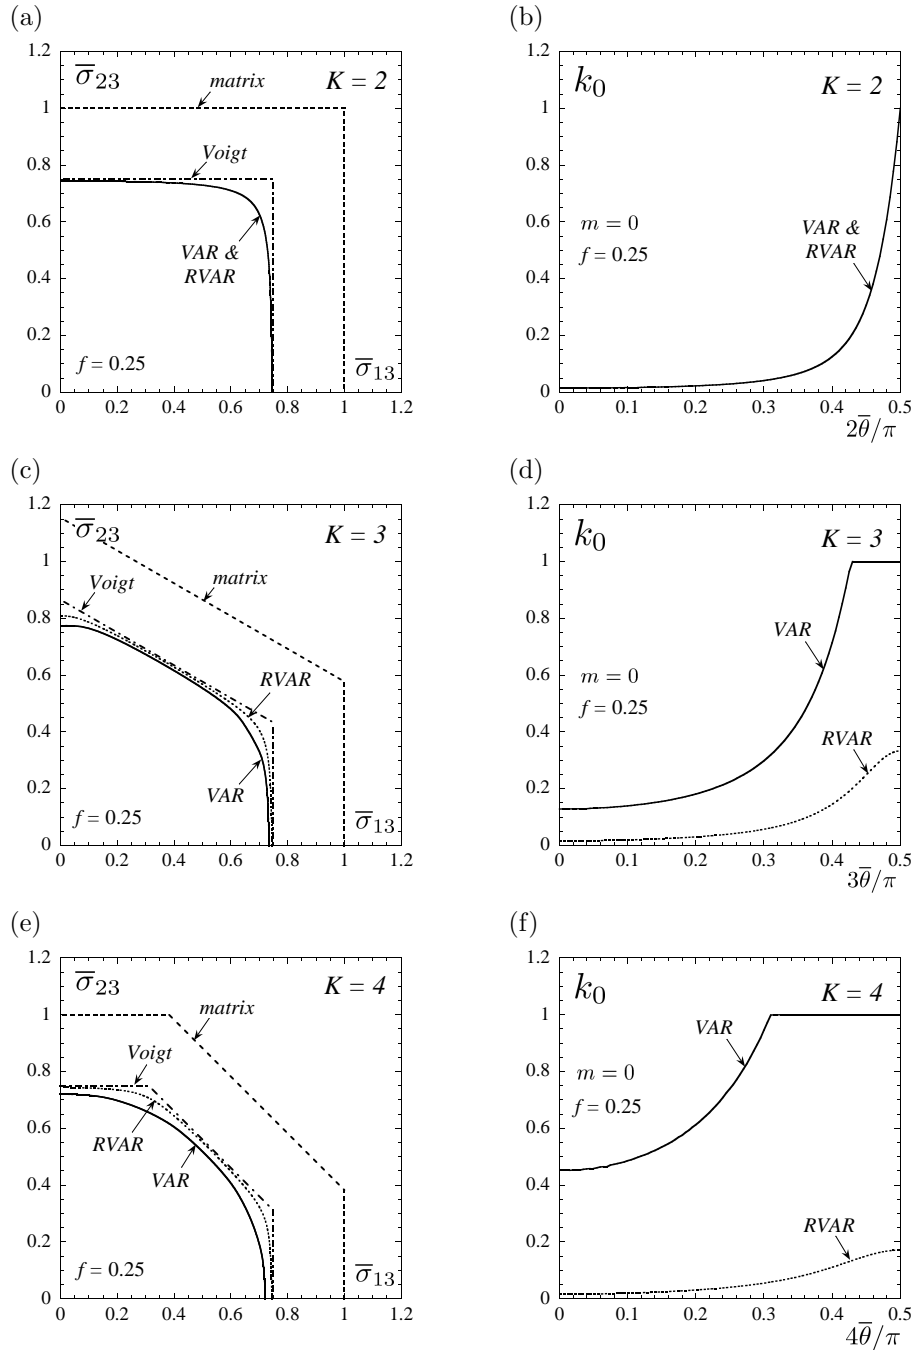 (a)
1.2
1
0.8
0.6
0.4
0.2
0
σ̅23
K = 2
matrix
Voigt
VAR &
RVAR
f = 0.25
σ̅13
0 0.2 0.4 0.6 0.8 1 1.2
(b)
1.2
1
0.8
0.6
0.4
0.2
0
k0
K = 2
m = 0
f = 0.25
VAR &
RVAR
0 0.1 0.2 0.3 0.4 0.5
2θ̅/π
(c)
1.2
1
0.8
0.6
0.4
0.2
0
σ̅23
K = 3
matrix
Voigt
RVAR
VAR
f = 0.25
σ̅13
0 0.2 0.4 0.6 0.8 1 1.2
(d)
1.2
1
0.8
0.6
0.4
0.2
0
k0
K = 3
VAR
m = 0
f = 0.25
RVAR
0 0.1 0.2 0.3 0.4 0.5
3θ̅/π
(e)
1.2
1
0.8
0.6
0.4
0.2
0
σ̅23
K = 4
matrix
Voigt
RVAR
VAR
f = 0.25
σ̅13
0 0.2 0.4 0.6 0.8 1 1.2
(f)
1.2
1
0.8
0.6
0.4
0.2
0
k0
K = 4
VAR
m = 0
f = 0.25
RVAR
0 0.1 0.2 0.3 0.4 0.5
4θ̅/π